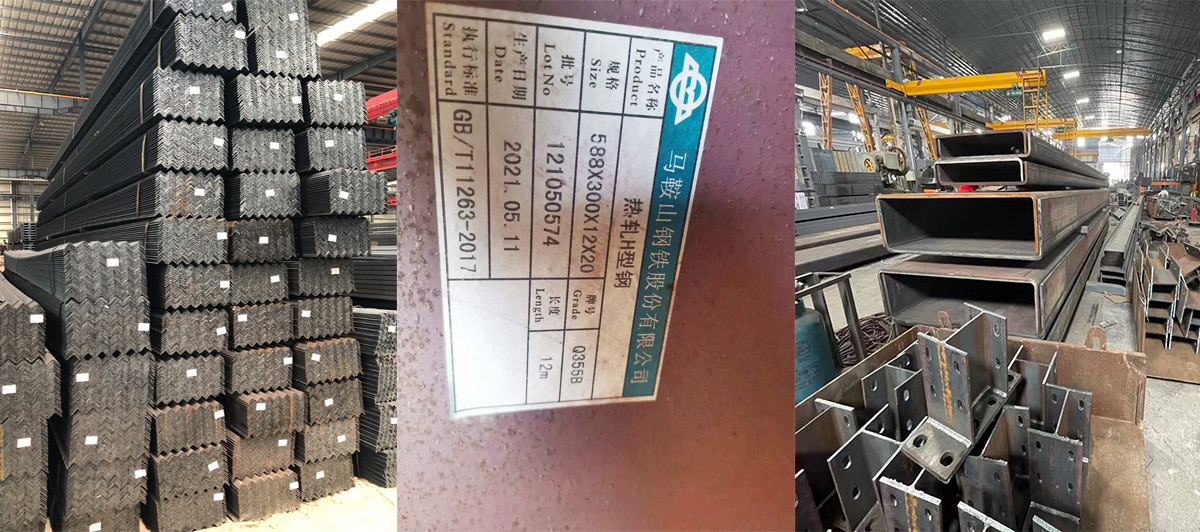 马鞍山钢铁股份有限公司
产品名称 Product 热轧H型钢
规格 Size 588X300X12X20 牌号 Grade Q355B
批号 Lot No 121050574 长度 Length 12m
生产日期 Date 2021.05.11
执行标准 Standard GB/T11263-2017